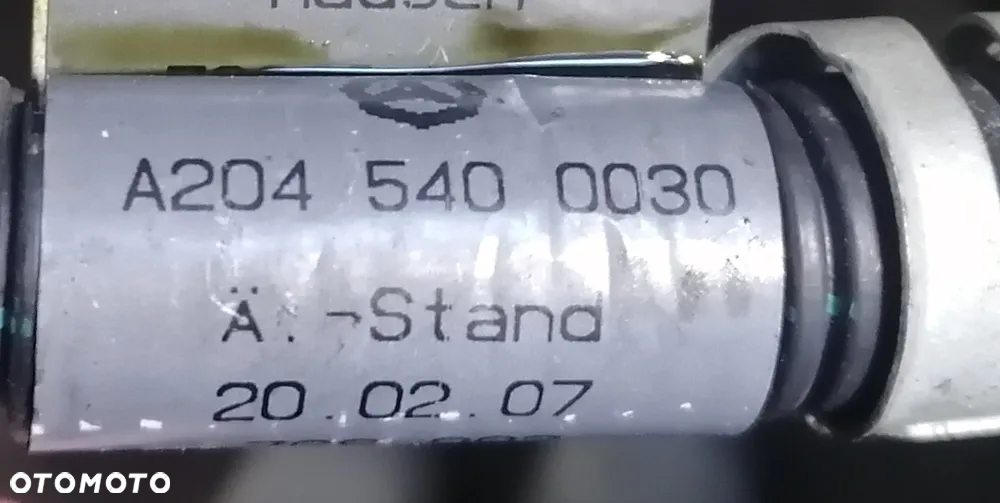 A204 540 0030
Ä.-Stand
20.02.07
OTOMOTO